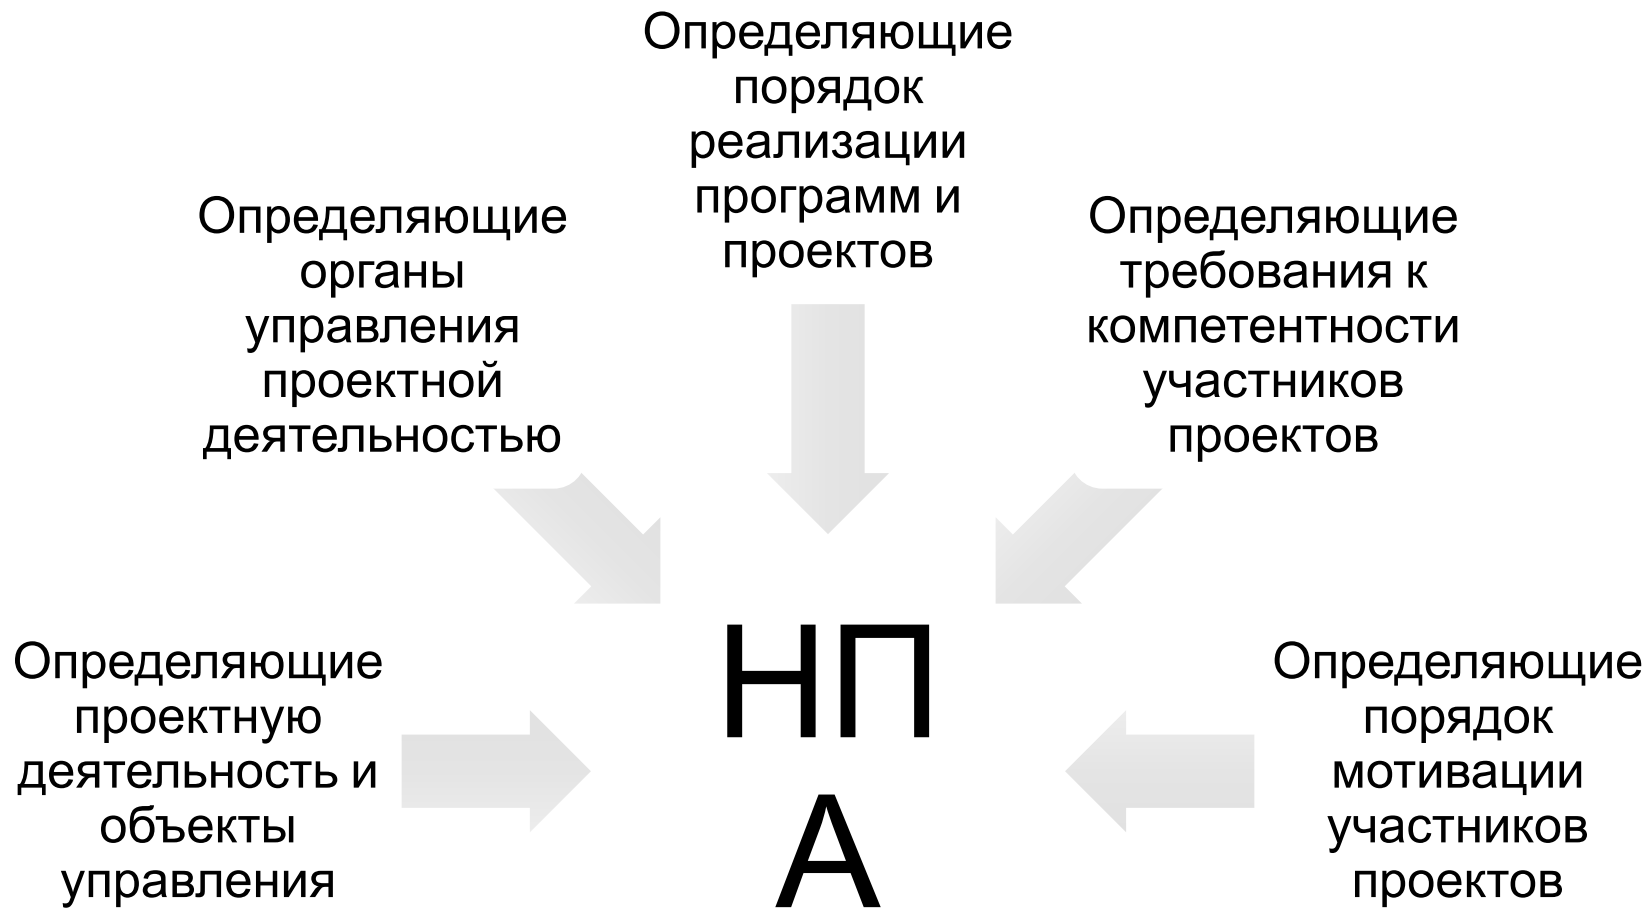 Определяющие
порядок
реализации
программ и
проектов
Определяющие
органы
управления
проектной
деятельностью
Определяющие
требования к
компетентности
участников
проектов
Определяющие
проектную
деятельность и
объекты
управления
НП
А
Определяющие
порядок
мотивации
участников
проектов